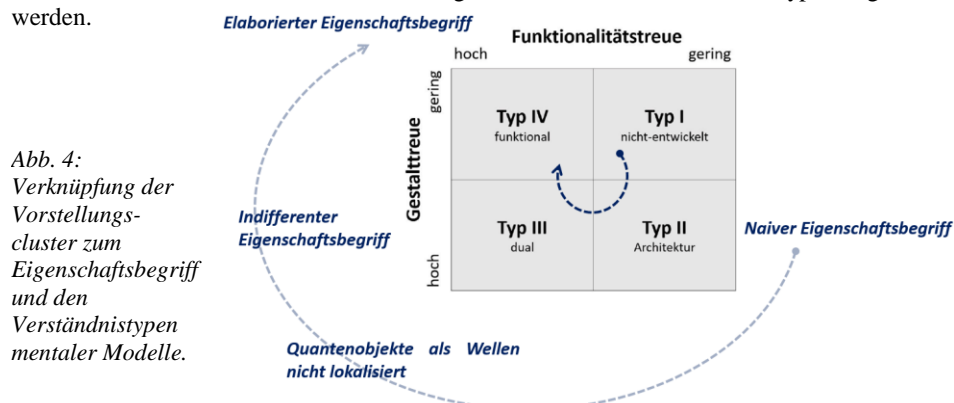 werden.
Elaborierter Eigenschaftsbegriff
Funktionalitätstreue
hoch
gering
Gestalttreue
gering
hoch
Typ IV
funktional
Typ I
nicht-entwickelt
Typ III
dual
Typ II
Architektur
Abb. 4:
Verknüpfung der
Vorstellungs-
cluster zum
Eigenschaftsbegriff
und den
Verständnistypen
mentaler Modelle.
Indifferenter
Eigenschaftsbegriff
Naiver Eigenschaftsbegriff
Quantenobjekte als Wellen
nicht lokalisiert